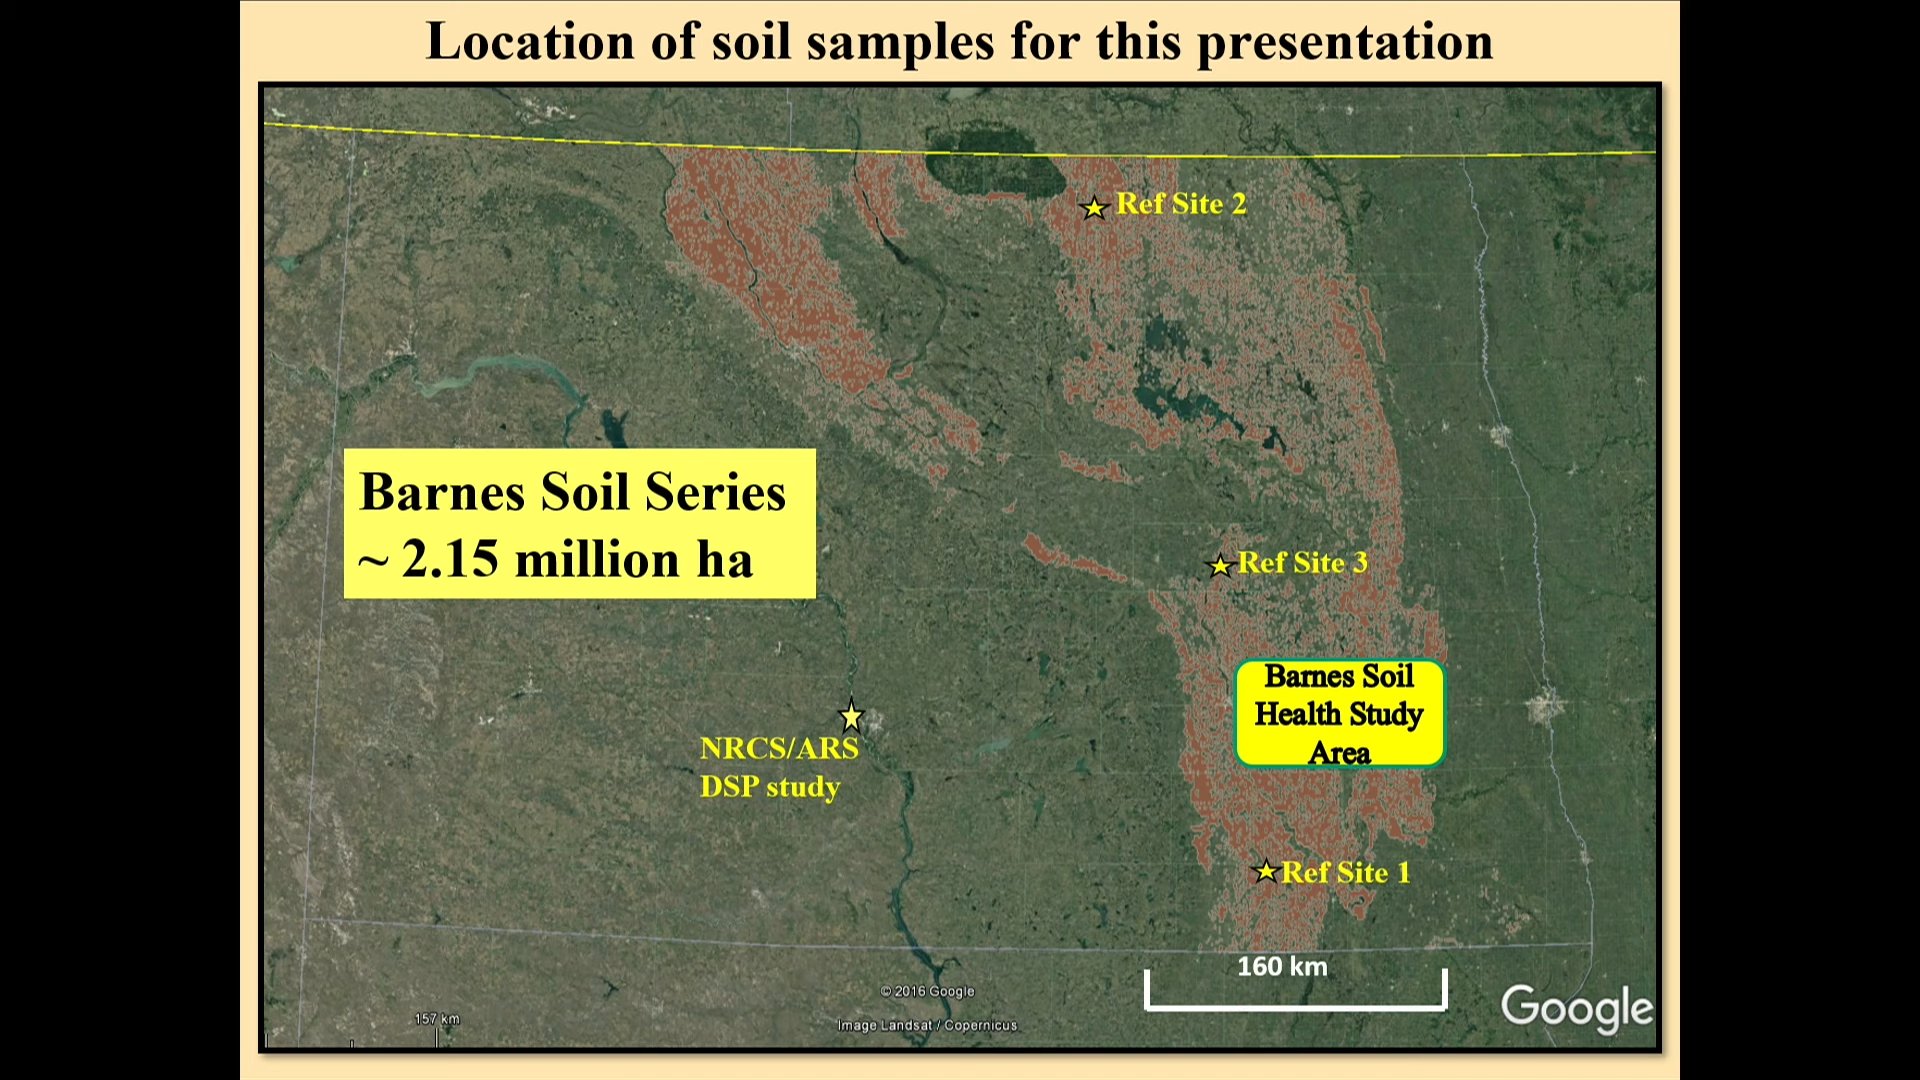 Location of soil samples for this presentation
Ref Site 2
Barnes Soil Series
~ 2.15 million ha
Ref Site 3
Barnes Soil
Health Study
Area
NRCS/ARS
DSP study
Ref Site 1
160 km
© 2016 Google
Image Landsat / Copernicus
157 km
Google